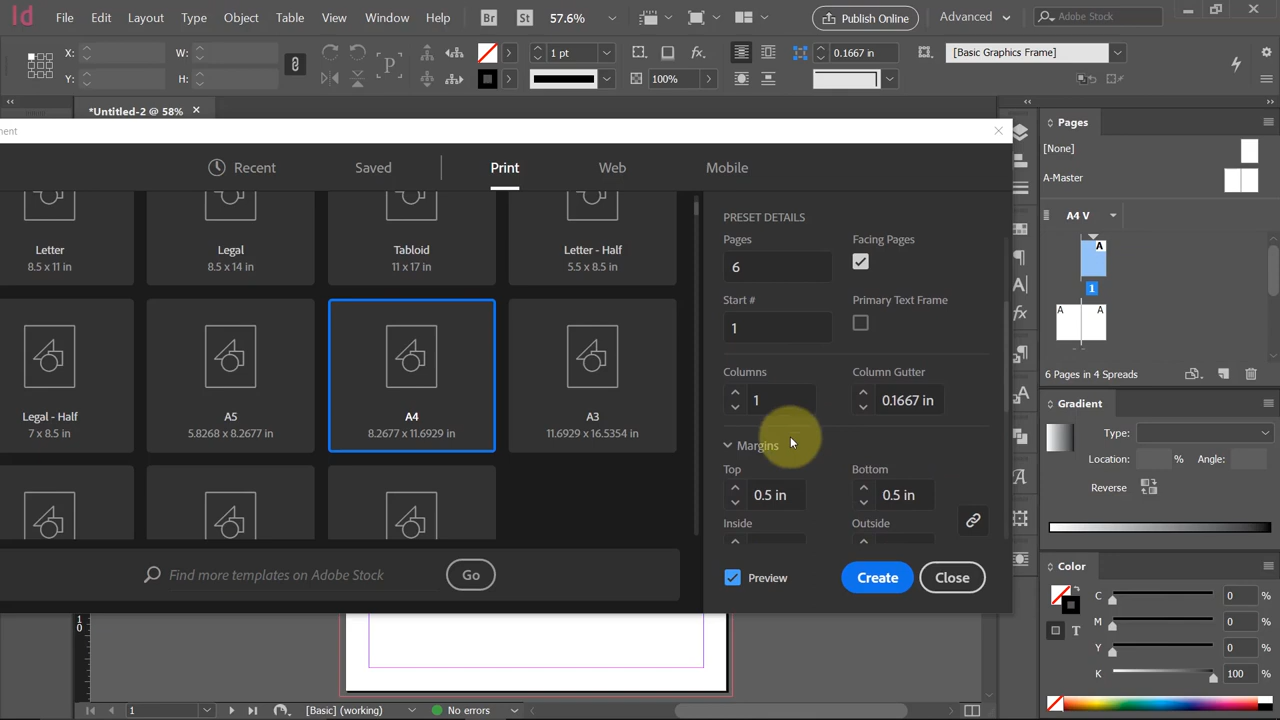 Id File Edit Layout Type Object Table View Window Help Br St 57.6% Publish Online Advanced Adobe Stock
X: W: 1 pt fx. 0.1667 in [Basic Graphics Frame]
Y: H: P 100%
*Untitled-2 @ 58% ×
ment
Recent Saved Print Web Mobile
Letter
8.5 x 11 in
Legal
8.5 x 14 in
Tabloid
11 x 17 in
Letter - Half
5.5 x 8.5 in
Legal - Half
7 x 8.5 in
A5
5.8268 x 8.2677 in
A4
8.2677 x 11.6929 in
A3
11.6929 x 16.5354 in
Find more templates on Adobe Stock Go
PRESET DETAILS
Pages Facing Pages
6
Start # Primary Text Frame
1
Columns Column Gutter
1 0.1667 in
Margins
Top Bottom
0.5 in 0.5 in
Inside Outside
Preview Create Close
Pages
[None]
A-Master
A4 V
A
1
A A
6 Pages in 4 Spreads
Gradient
Type:
Location: % Angle:
Reverse
Color
C 0 %
M 0 %
T
Y 0 %
K 100 %
1
0
1 [Basic] (working) No errors